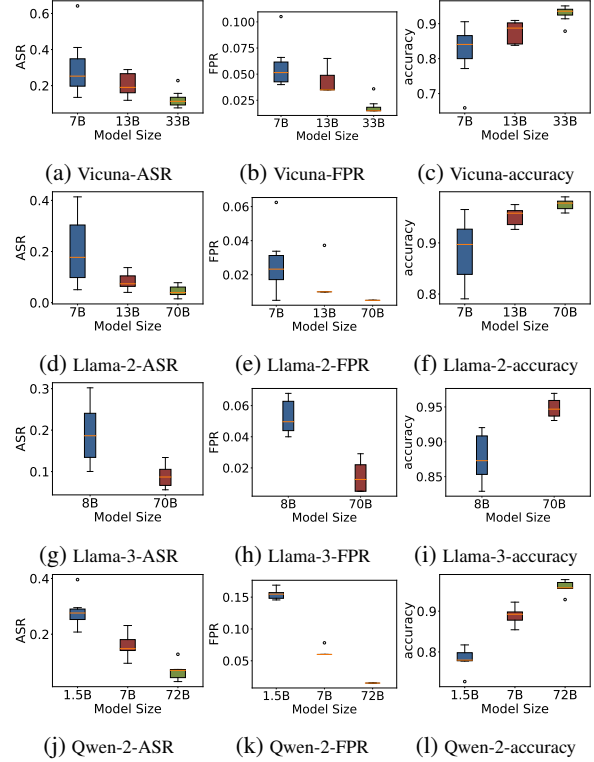 ASR
0.6
0.2
7B 13B 33B
Model Size
(a) Vicuna-ASR
FPR
0.100
0.075
0.050
0.025
7B 13B 33B
Model Size
(b) Vicuna-FPR
accuracy
0.9
0.8
0.7
7B 13B 33B
Model Size
(c) Vicuna-accuracy
ASR
0.4
0.2
0.0
7B 13B 70B
Model Size
(d) Llama-2-ASR
FPR
0.06
0.04
0.02
7B 13B 70B
Model Size
(e) Llama-2-FPR
accuracy
0.9
0.8
7B 13B 70B
Model Size
(f) Llama-2-accuracy
ASR
0.3
0.2
0.1
8B 70B
Model Size
(g) Llama-3-ASR
FPR
0.06
0.04
0.02
8B 70B
Model Size
(h) Llama-3-FPR
accuracy
0.95
0.90
0.85
8B 70B
Model Size
(i) Llama-3-accuracy
ASR
0.4
0.2
1.5B 7B 72B
Model Size
(j) Qwen-2-ASR
FPR
0.15
0.10
0.05
1.5B 7B 72B
Model Size
(k) Qwen-2-FPR
accuracy
0.9
0.8
1.5B 7B 72B
Model Size
(l) Qwen-2-accuracy